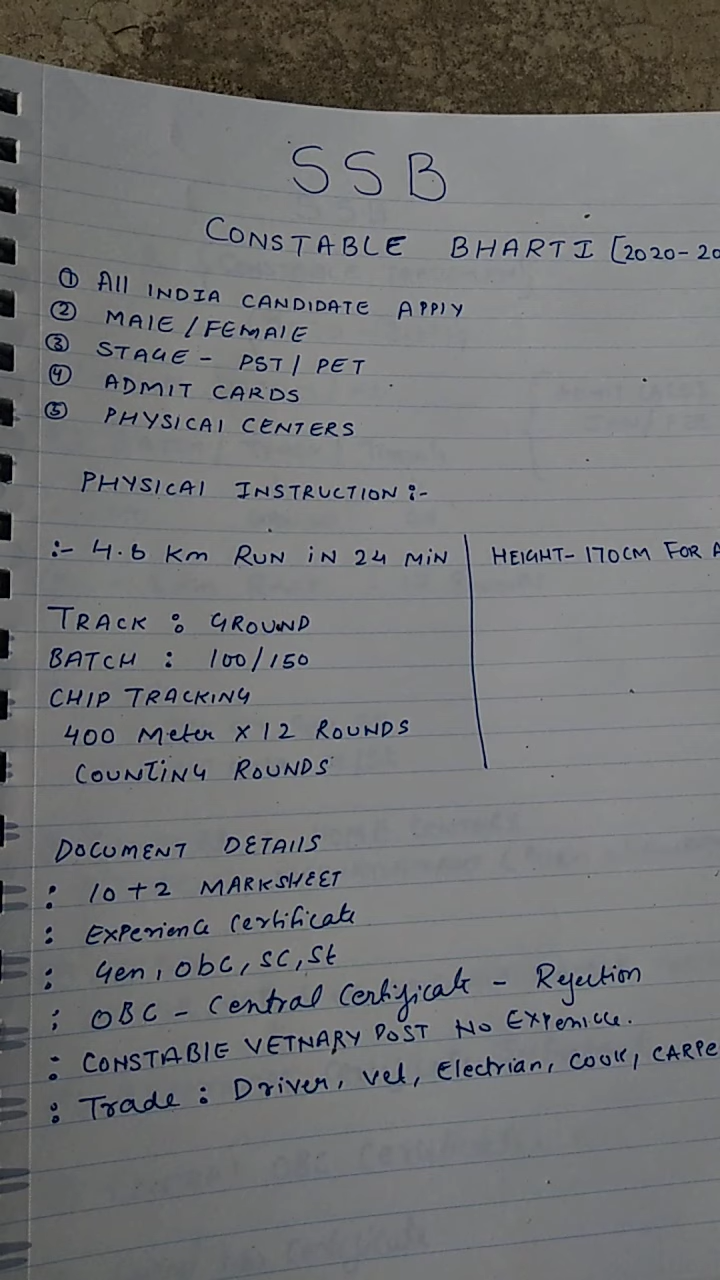 SSB
CONSTABLE BHARTI [2020-20
① All INDIA CANDIDATE APPLY
② MALE / FEMALE
③ STAGE - PST / PET
④ ADMIT CARDS
⑤ PHYSICAL CENTERS
PHYSICAL INSTRUCTION :-
:- 4.8 Km RUN iN 24 MiN
HEIGHT- 170CM FOR A
TRACK : GROUND
BATCH : 100/150
CHIP TRACKING
400 Meter X 12 ROUNDS
COUNTiNG ROUNDS
DOCUMENT DETAILS
: 10+2 MARKSHEET
: Experience Certificate
: Gen, Obc, SC, St
: OBC - Central Certificate - Rejection
: CONSTABLE VETNARY POST No EXPERICCE.
: Trade : Driver, vet, Electrian, Cook, CARPE